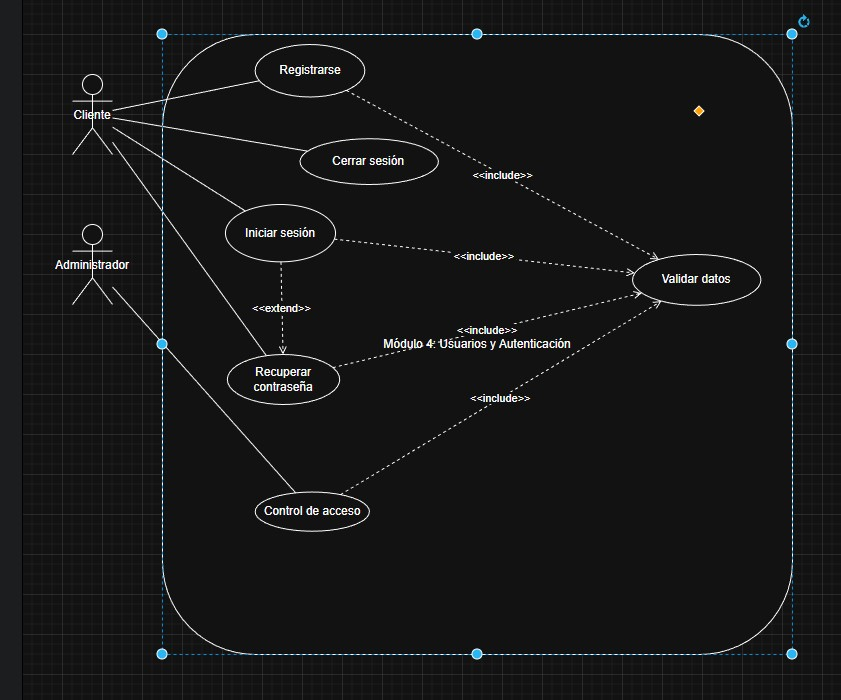 Registrarse
Cliente
Cerrar sesión
<<include>>
Iniciar sesión
<<include>>
Administrador
Validar datos
<<extend>>
<<include>>
Módulo 4: Usuarios y Autenticación
Recuperar
contraseña
<<include>>
Control de acceso